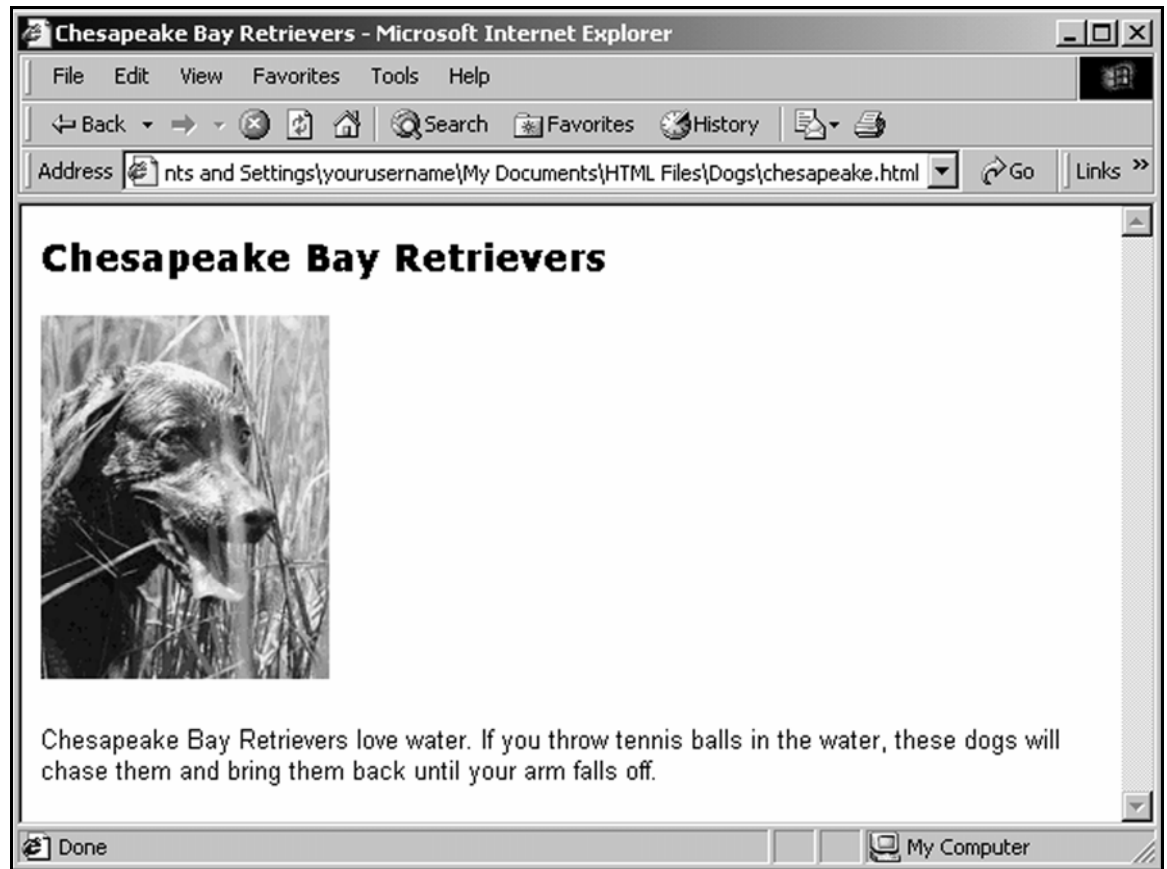 Chesapeake Bay Retrievers - Microsoft Internet Explorer
File Edit View Favorites Tools Help
Back Search Favorites History
Address nts and Settings\yourusername\My Documents\HTML Files\Dogs\chesapeake.html Go Links »
Chesapeake Bay Retrievers
Chesapeake Bay Retrievers love water. If you throw tennis balls in the water, these dogs will
chase them and bring them back until your arm falls off.
Done My Computer